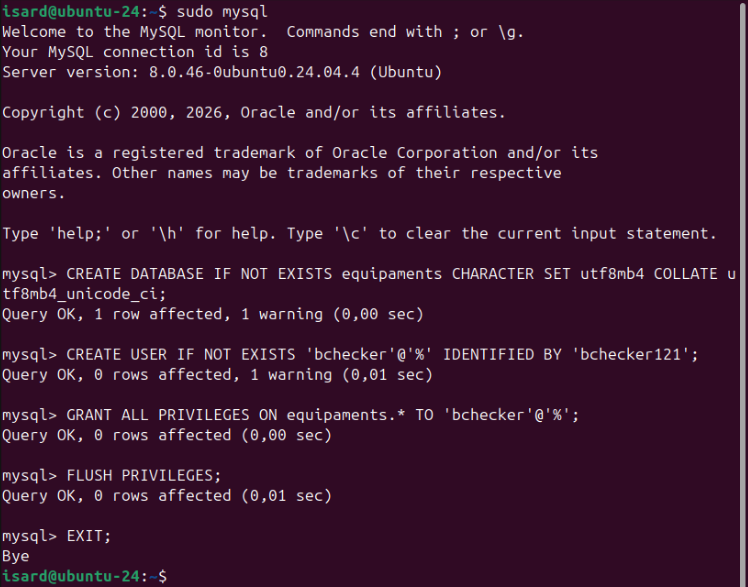 isard@ubuntu-24:~$ sudo mysql
Welcome to the MySQL monitor.  Commands end with ; or \g.
Your MySQL connection id is 8
Server version: 8.0.46-0ubuntu0.24.04.4 (Ubuntu)
Copyright (c) 2000, 2026, Oracle and/or its affiliates.
Oracle is a registered trademark of Oracle Corporation and/or its
affiliates. Other names may be trademarks of their respective
owners.
Type 'help;' or '\h' for help. Type '\c' to clear the current input statement.
mysql> CREATE DATABASE IF NOT EXISTS equipaments CHARACTER SET utf8mb4 COLLATE u
tf8mb4_unicode_ci;
Query OK, 1 row affected, 1 warning (0,00 sec)
mysql> CREATE USER IF NOT EXISTS 'bchecker'@'%' IDENTIFIED BY 'bchecker121';
Query OK, 0 rows affected, 1 warning (0,01 sec)
mysql> GRANT ALL PRIVILEGES ON equipaments.* TO 'bchecker'@'%';
Query OK, 0 rows affected (0,00 sec)
mysql> FLUSH PRIVILEGES;
Query OK, 0 rows affected (0,01 sec)
mysql> EXIT;
Bye
isard@ubuntu-24:~$